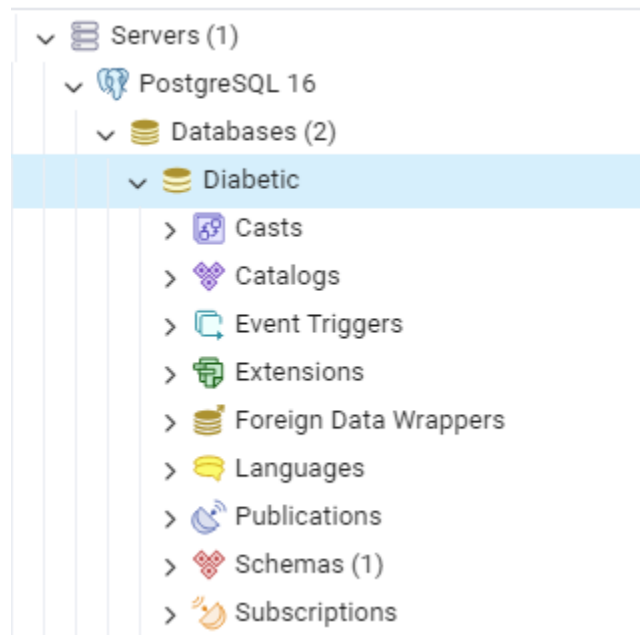 Servers (1)
PostgreSQL 16
Databases (2)
Diabetic
Casts
Catalogs
Event Triggers
Extensions
Foreign Data Wrappers
Languages
Publications
Schemas (1)
Subscriptions